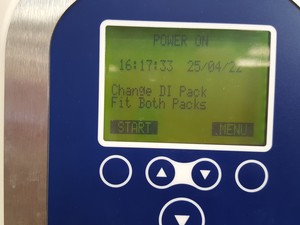 POWER ON
16:17:33 25/04/22
Change DI Pack
Fit Both Packs
START MENU